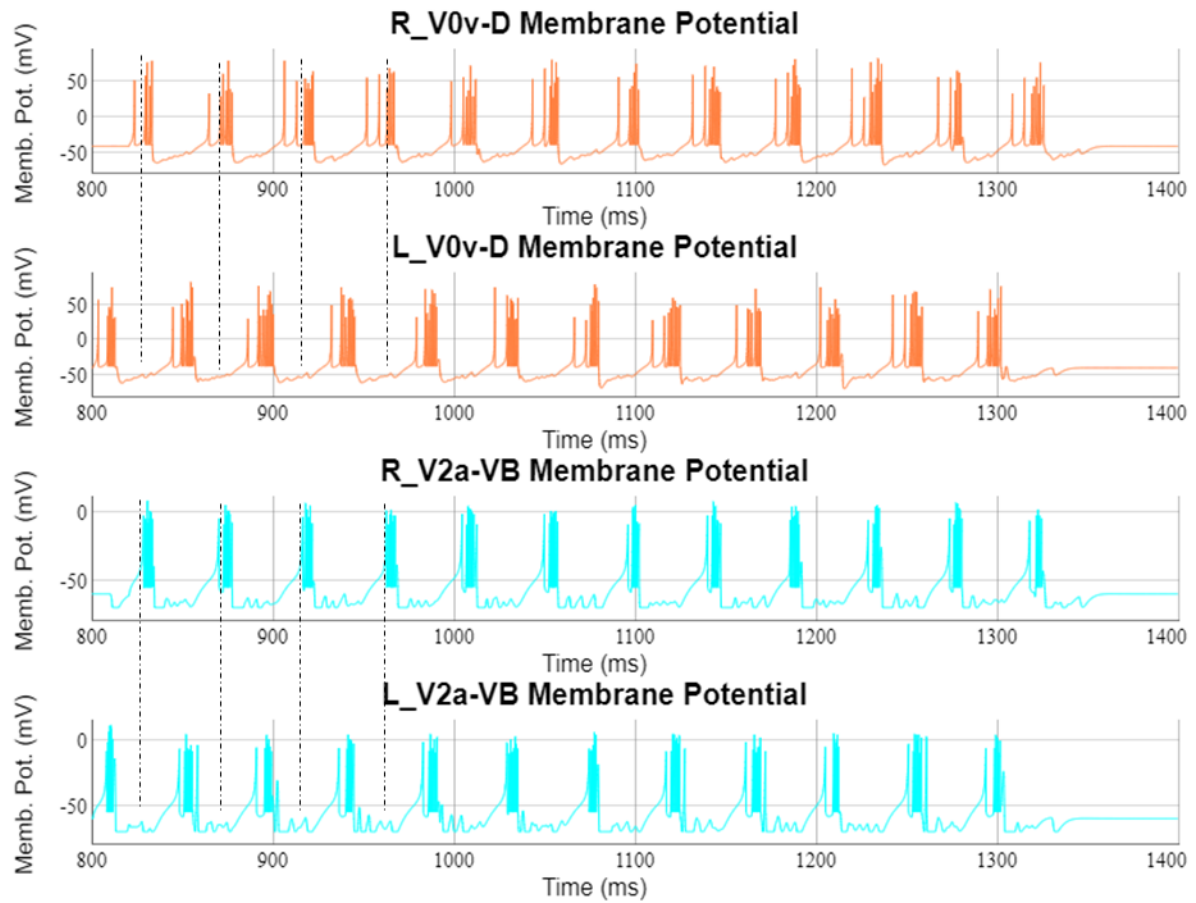 R_V0v-D Membrane Potential
Memb. Pot. (mV)
50
0
-50
800 900 1000 1100 1200 1300 1400
Time (ms)
L_V0v-D Membrane Potential
Memb. Pot. (mV)
50
0
-50
800 900 1000 1100 1200 1300 1400
Time (ms)
R_V2a-VB Membrane Potential
Memb. Pot. (mV)
0
-50
800 900 1000 1100 1200 1300 1400
Time (ms)
L_V2a-VB Membrane Potential
Memb. Pot. (mV)
0
-50
800 900 1000 1100 1200 1300 1400
Time (ms)